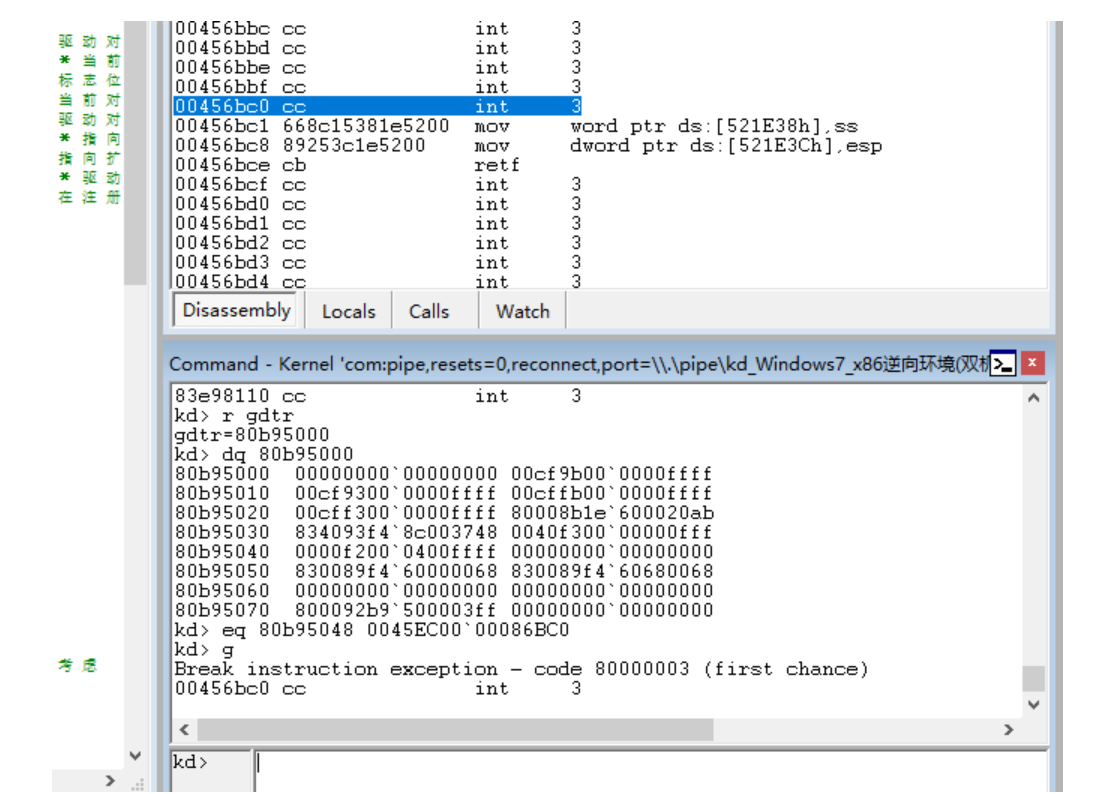 驱动对
* 当前
标志位
当前对
驱动对
* 指向
指向扩
* 驱动
在注册
考虑
00456bbc cc int 3
00456bbd cc int 3
00456bbe cc int 3
00456bbf cc int 3
00456bc0 cc int 3
00456bc1 668c15381e5200 mov word ptr ds:[521E38h],ss
00456bc8 89253c1e5200 mov dword ptr ds:[521E3Ch],esp
00456bce cb retf
00456bcf cc int 3
00456bd0 cc int 3
00456bd1 cc int 3
00456bd2 cc int 3
00456bd3 cc int 3
00456bd4 cc int 3
Disassembly Locals Calls Watch
Command - Kernel 'com:pipe,resets=0,reconnect,port=\\.\pipe\kd_Windows7_x86逆向环境(双机
83e98110 cc int 3
kd> r gdtr
gdtr=80b95000
kd> dq 80b95000
80b95000 00000000`00000000 00cf9b00`0000ffff
80b95010 00cf9300`0000ffff 00cffb00`0000ffff
80b95020 00cff300`0000ffff 80008b1e`600020ab
80b95030 834093f4`8c003748 0040f300`00000fff
80b95040 0000f200`0400ffff 00000000`00000000
80b95050 830089f4`60000068 830089f4`60680068
80b95060 00000000`00000000 00000000`00000000
80b95070 800092b9`500003ff 00000000`00000000
kd> eq 80b95048 0045EC00`00086BC0
kd> g
Break instruction exception - code 80000003 (first chance)
00456bc0 cc int 3
kd>